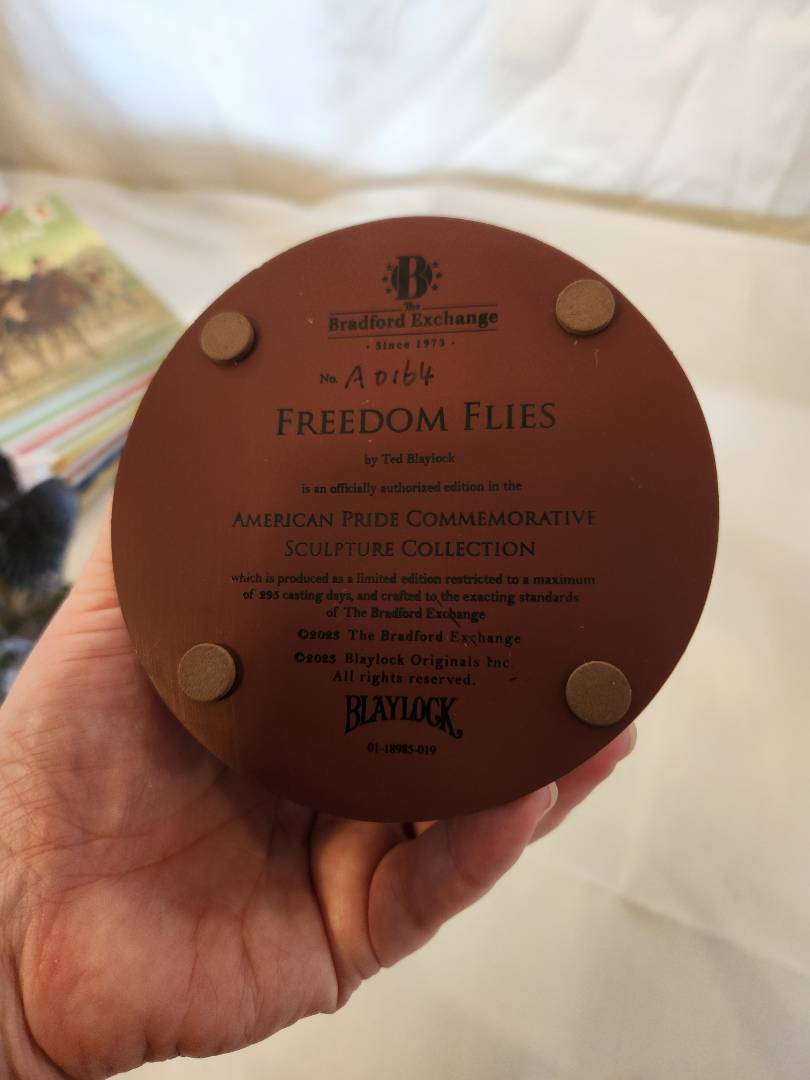 B
The
Bradford Exchange
· Since 1973 ·
No. A0164
FREEDOM FLIES
by Ted Blaylock
is an officially authorized edition in the
AMERICAN PRIDE COMMEMORATIVE
SCULPTURE COLLECTION
which is produced as a limited edition restricted to a maximum
of 295 casting days, and crafted to the exacting standards
of The Bradford Exchange
©2023 The Bradford Exchange
©2023 Blaylock Originals Inc.
All rights reserved.
BLAYLOCK
01-18985-019